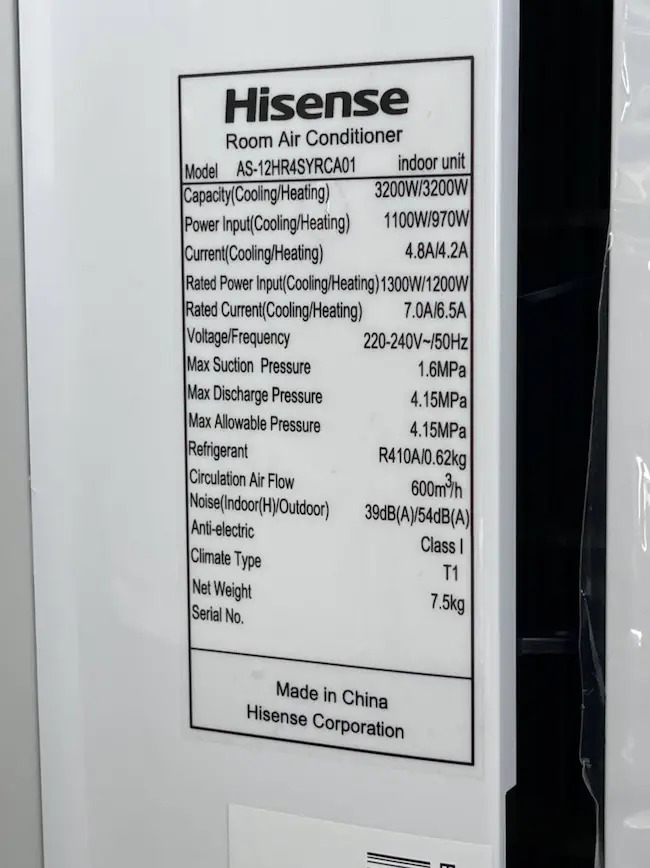 Hisense
Room Air Conditioner
Model AS-12HR4SYRCA01 indoor unit
Capacity(Cooling/Heating) 3200W/3200W
Power Input(Cooling/Heating) 1100W/970W
Current(Cooling/Heating) 4.8A/4.2A
Rated Power Input(Cooling/Heating) 1300W/1200W
Rated Current(Cooling/Heating) 7.0A/6.5A
Voltage/Frequency 220-240V~/50Hz
Max Suction Pressure 1.6MPa
Max Discharge Pressure 4.15MPa
Max Allowable Pressure 4.15MPa
Refrigerant R410A/0.62kg
Circulation Air Flow 600m³/h
Noise(Indoor(H)/Outdoor) 39dB(A)/54dB(A)
Anti-electric Class I
Climate Type T1
Net Weight 7.5kg
Serial No.
Made in China
Hisense Corporation